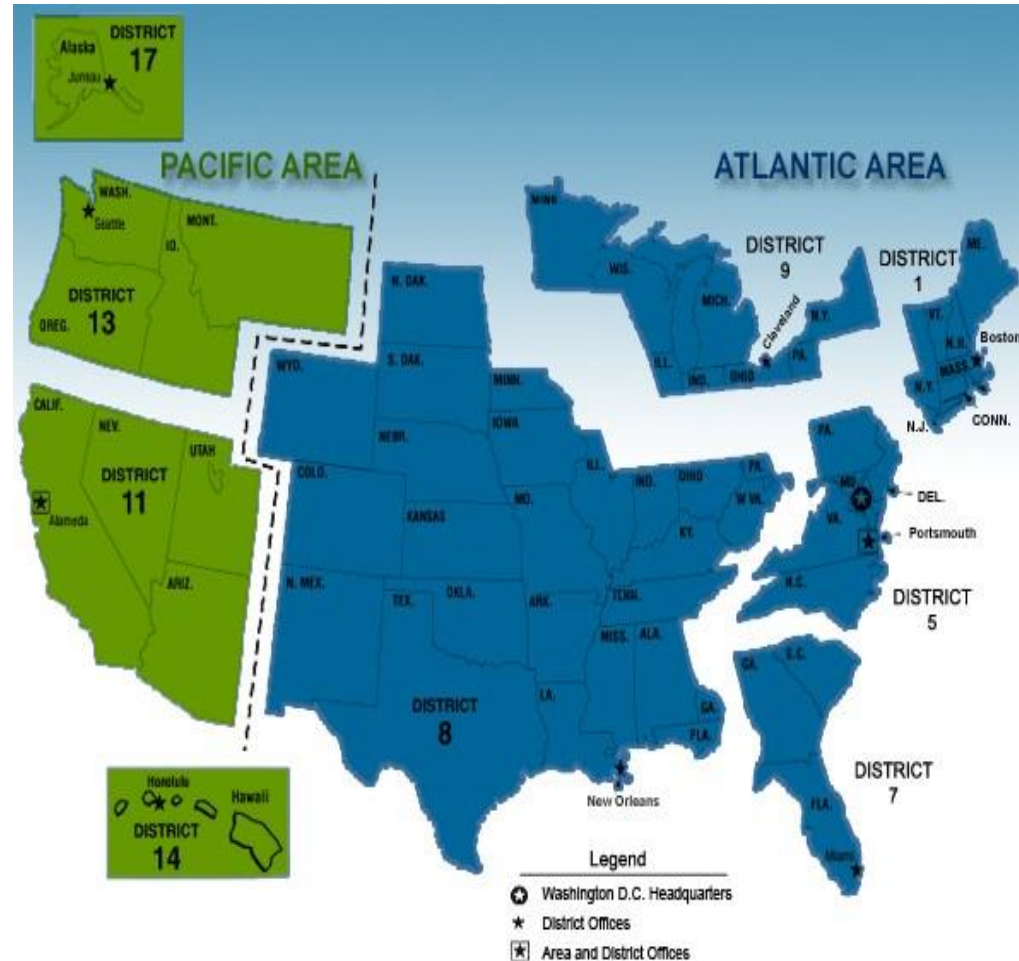 DISTRICT
17
Alaska
Juneau
PACIFIC AREA
ATLANTIC AREA
WASH.
Seattle
MONT.
ID.
DISTRICT
13
OREG.
MINN.
WIS.
MICH.
DISTRICT
9
Cleveland
N.Y.
ILL.
IND.
OHIO
PA.
DISTRICT
1
ME.
VT.
N.H.
Boston
MASS.
N.Y.
CONN.
N.J.
N. DAK.
WYO.
S. DAK.
MINN.
NEBR.
IOWA
COLO.
ILL.
IND.
OHIO
PA.
W VA.
KANSAS
MO.
KY.
N. MEX.
TEX.
OKLA.
ARK.
TENN.
MISS.
ALA.
LA.
GA.
FLA.
DISTRICT
8
New Orleans
CALIF.
NEV.
UTAH
DISTRICT
11
Alameda
ARIZ.
PA.
MD.
DEL.
VA.
Portsmouth
N.C.
DISTRICT
5
GA.
S.C.
DISTRICT
7
FLA.
Miami
Honolulu
Hawaii
DISTRICT
14
Legend
Washington D.C. Headquarters
District Offices
Area and District Offices